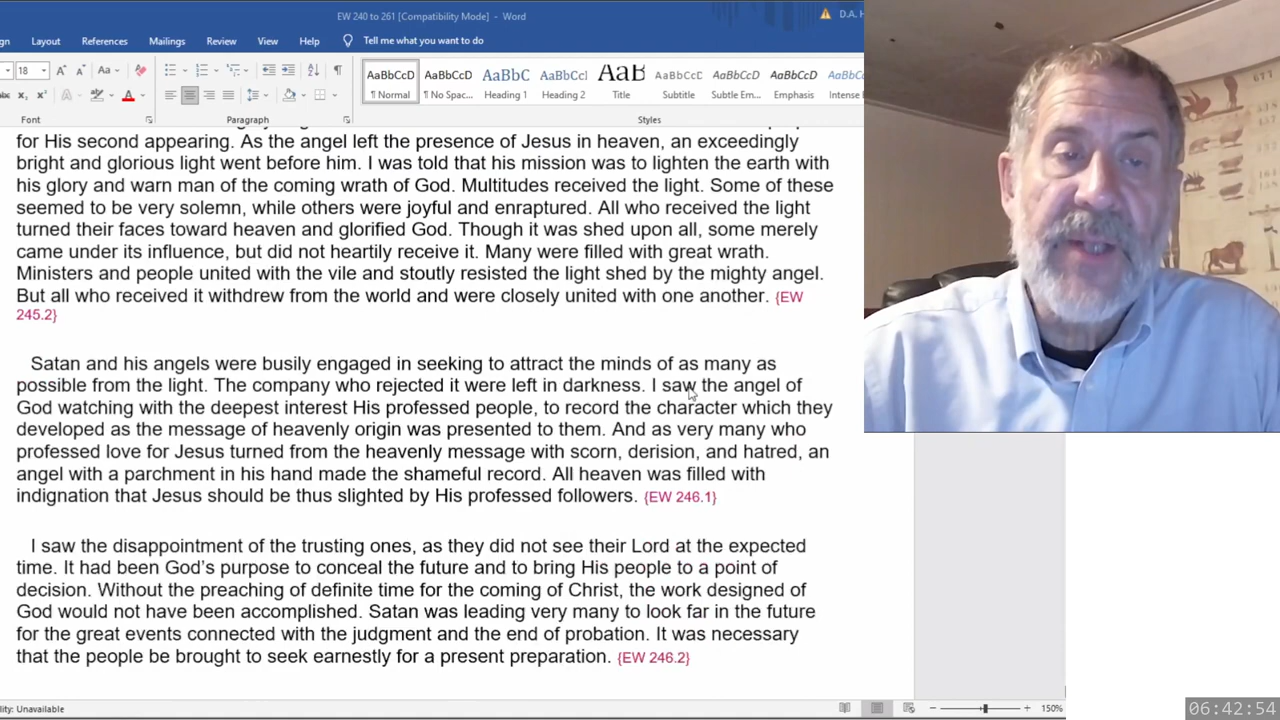 EW 240 to 261 [Compatibility Mode] - Word
D.A. H
gn Layout References Mailings Review View Help Tell me what you want to do
18 Aa
AaBbCcD AaBbCcD AaBbC AaBbCc AaB AaBbCcD AaBbCcD AaBbCcD AaBbC
¶ Normal ¶ No Spac... Heading 1 Heading 2 Title Subtitle Subtle Em... Emphasis Intense
Font Paragraph Styles
for His second appearing. As the angel left the presence of Jesus in heaven, an exceedingly
bright and glorious light went before him. I was told that his mission was to lighten the earth with
his glory and warn man of the coming wrath of God. Multitudes received the light. Some of these
seemed to be very solemn, while others were joyful and enraptured. All who received the light
turned their faces toward heaven and glorified God. Though it was shed upon all, some merely
came under its influence, but did not heartily receive it. Many were filled with great wrath.
Ministers and people united with the vile and stoutly resisted the light shed by the mighty angel.
But all who received it withdrew from the world and were closely united with one another. {EW
245.2}
Satan and his angels were busily engaged in seeking to attract the minds of as many as
possible from the light. The company who rejected it were left in darkness. I saw the angel of
God watching with the deepest interest His professed people, to record the character which they
developed as the message of heavenly origin was presented to them. And as very many who
professed love for Jesus turned from the heavenly message with scorn, derision, and hatred, an
angel with a parchment in his hand made the shameful record. All heaven was filled with
indignation that Jesus should be thus slighted by His professed followers. {EW 246.1}
I saw the disappointment of the trusting ones, as they did not see their Lord at the expected
time. It had been God's purpose to conceal the future and to bring His people to a point of
decision. Without the preaching of definite time for the coming of Christ, the work designed of
God would not have been accomplished. Satan was leading very many to look far in the future
for the great events connected with the judgment and the end of probation. It was necessary
that the people be brought to seek earnestly for a present preparation. {EW 246.2}
ility: Unavailable
150%
06:42:54